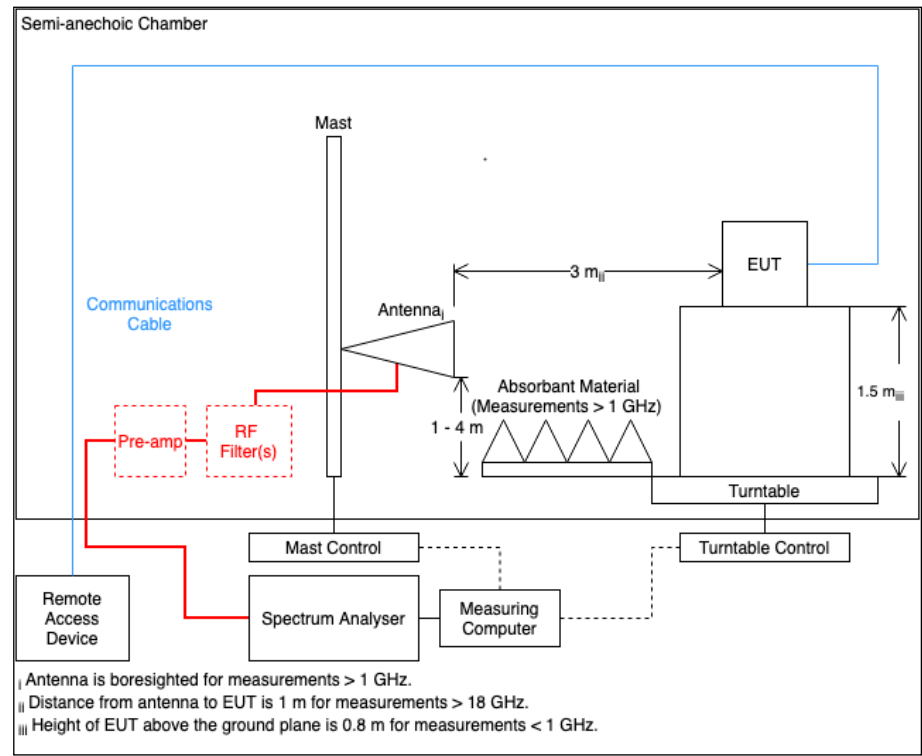 Semi-anechoic Chamber
Mast
EUT
3 m ii
Communications
Cable
Antenna i
Absorbant Material
(Measurements > 1 GHz)
1.5 m iii
1 - 4 m
Pre-amp
RF
Filter(s)
Turntable
Mast Control
Turntable Control
Remote
Access
Device
Spectrum Analyser
Measuring
Computer
i Antenna is boresighted for measurements > 1 GHz.
ii Distance from antenna to EUT is 1 m for measurements > 18 GHz.
iii Height of EUT above the ground plane is 0.8 m for measurements < 1 GHz.